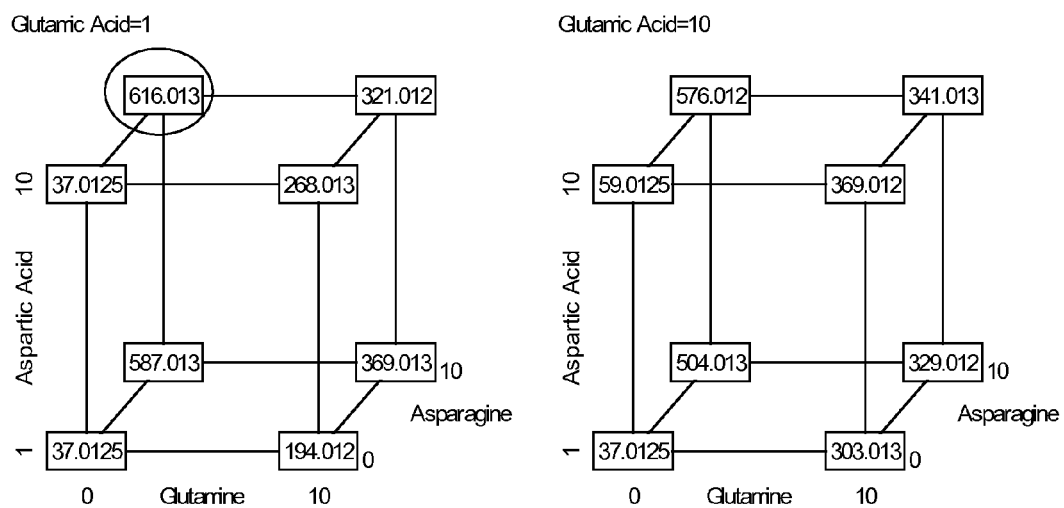 Glutamic Acid=1
Glutamic Acid=10
616.013 321.012
576.012 341.013
10 37.0125 268.013
10 59.0125 369.012
Aspartic Acid
Aspartic Acid
587.013 369.013 10
504.013 329.012 10
Asparagine
Asparagine
1 37.0125 194.012 0
1 37.0125 303.013 0
0 Glutamine 10
0 Glutamine 10